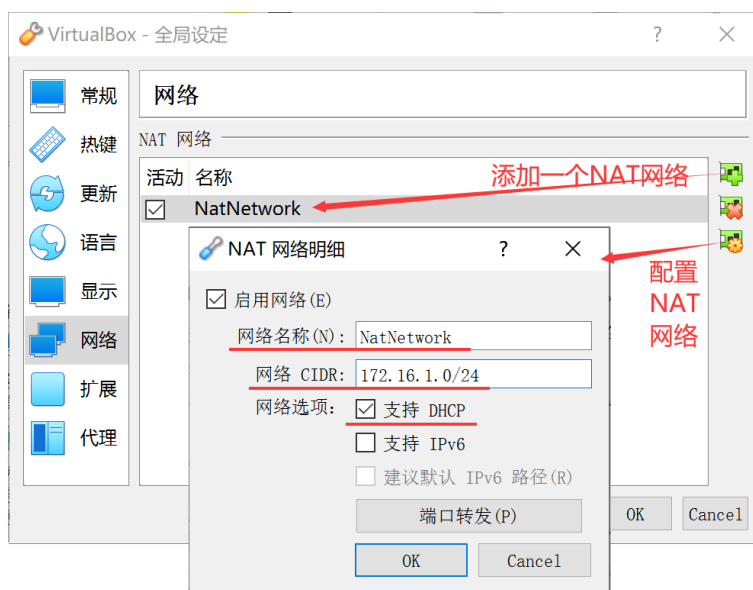 VirtualBox - 全局设定
?
常规
热键
更新
语言
显示
网络
扩展
代理
网络
NAT 网络
活动 名称
NatNetwork
添加一个NAT网络
配置
NAT
网络
NAT 网络明细
?
启用网络(E)
网络名称(N): NatNetwork
网络 CIDR: 172.16.1.0/24
网络选项: 支持 DHCP
支持 IPv6
建议默认 IPv6 路径(R)
端口转发(P)
OK Cancel
OK Cancel